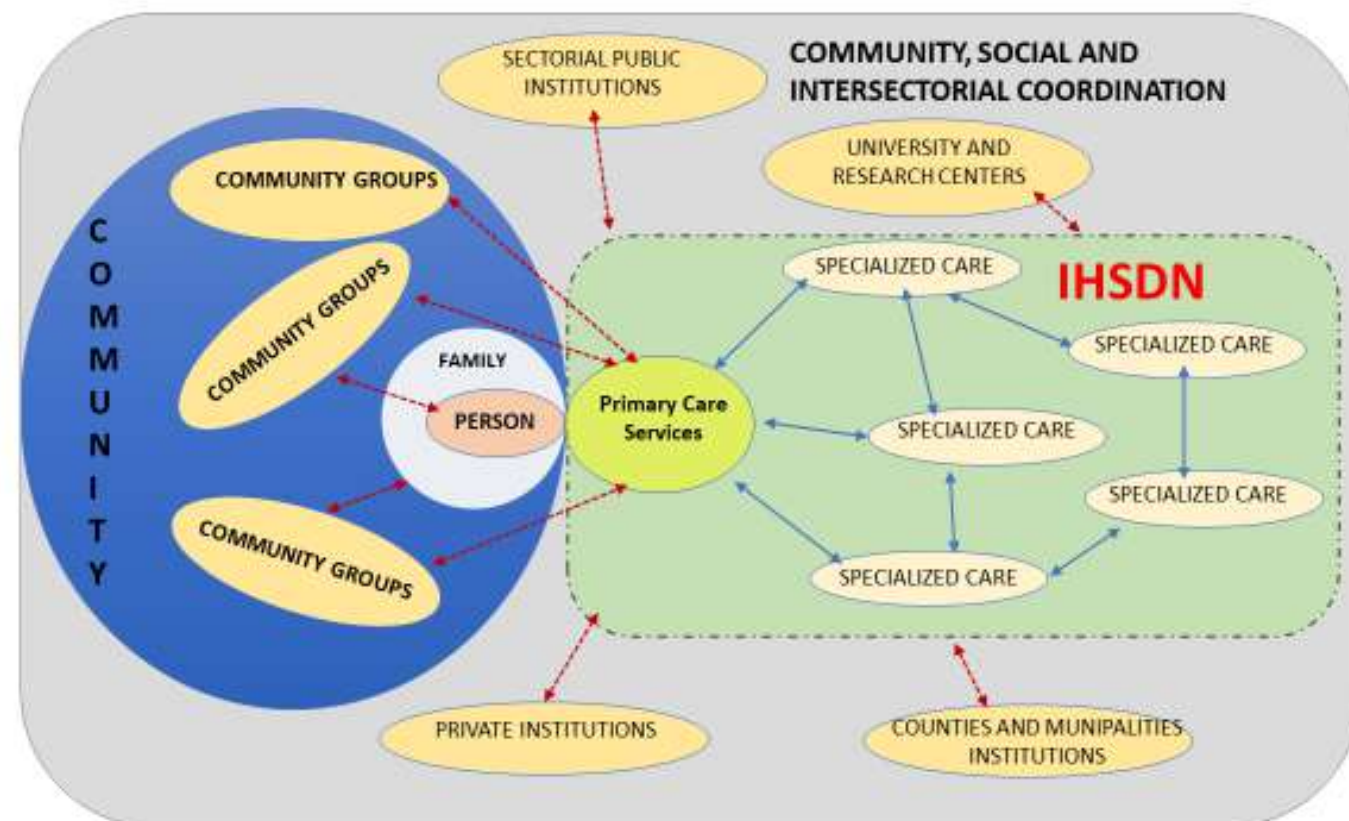 SECTORIAL PUBLIC
INSTITUTIONS
COMMUNITY, SOCIAL AND
INTERSECTORIAL COORDINATION
UNIVERSITY AND
RESEARCH CENTERS
COMMUNITY
COMMUNITY GROUPS
COMMUNITY GROUPS
COMMUNITY GROUPS
FAMILY
PERSON
Primary Care
Services
IHSDN
SPECIALIZED CARE
SPECIALIZED CARE
SPECIALIZED CARE
SPECIALIZED CARE
SPECIALIZED CARE
PRIVATE INSTITUTIONS
COUNTIES AND MUNIPALITIES
INSTITUTIONS